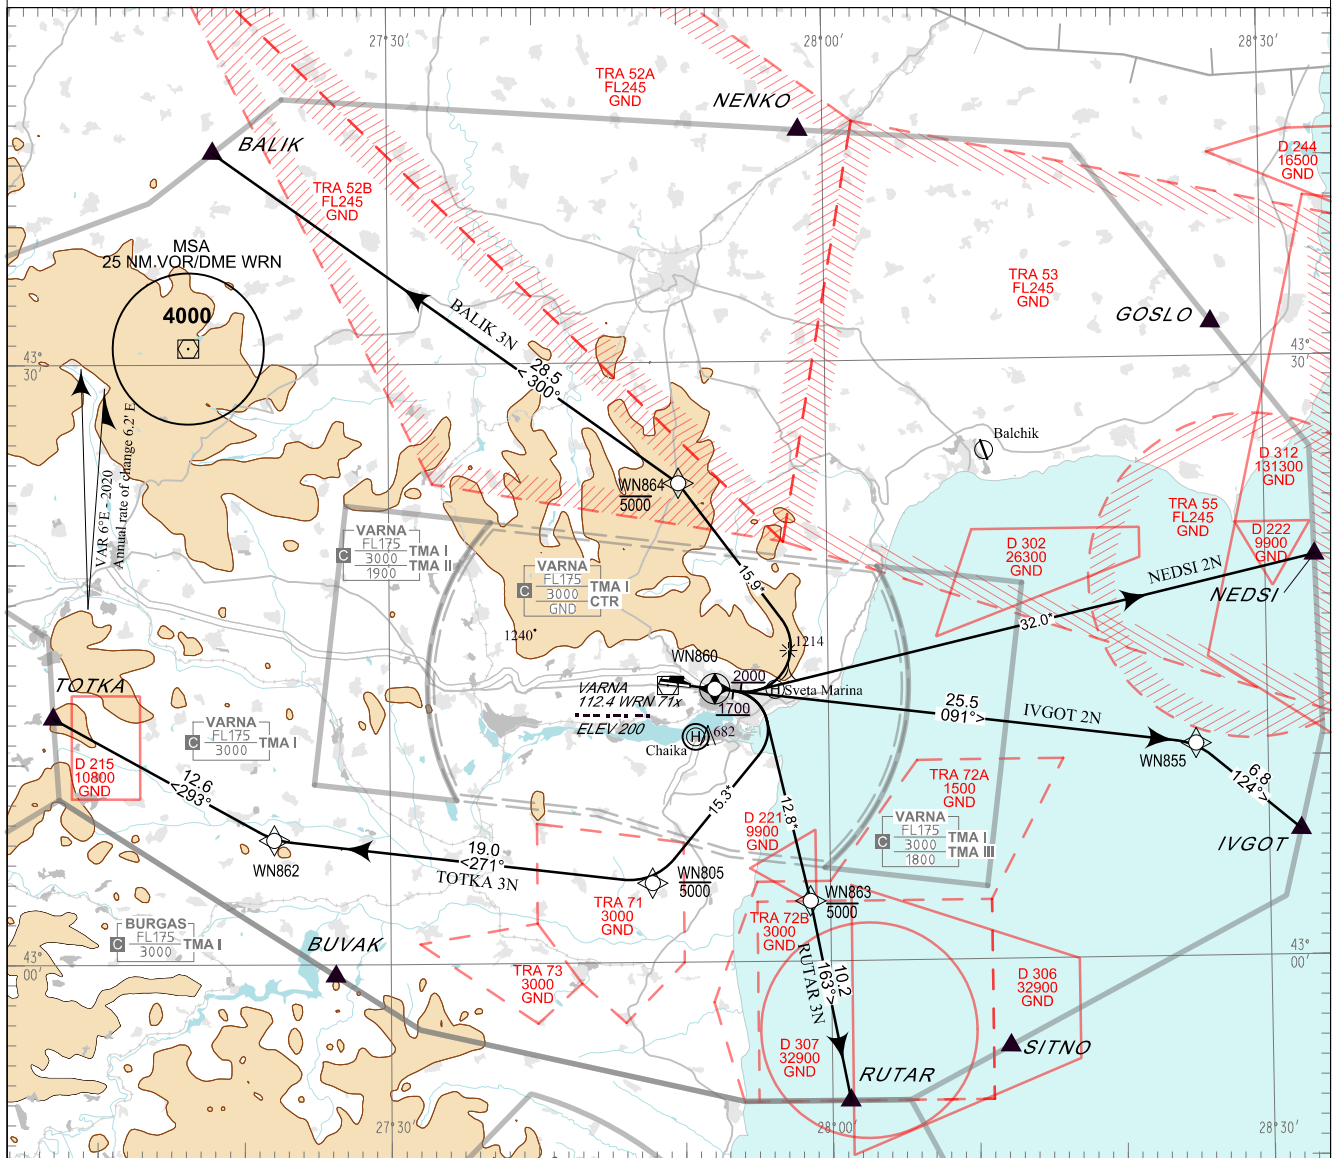 27°30'
28°00'
28°30'
TRA 52A
FL245
GND
NENKO
BALIK
D 244
16500
GND
TRA 52B
FL245
GND
MSA
25 NM VOR/DME WRN
4000
TRA 53
FL245
GND
GOSLO
BALIK 3N
43°
30'
43°
30'
28.5
< 300°
VAR 6°E - 2020
Annual rate of change 6.2' E
Balchik
D 312
131300
GND
WN864
5000
TRA 55
FL245
GND
D 222
9900
GND
VARNA
FL175
C
3000
1900
TMA I
TMA II
D 302
26300
GND
VARNA
FL175
C
3000
GND
TMA I
CTR
NEDSI 2N
NEDSI
15.9*
32.0*
1240*
1214
WN860
2000
1700
VARNA
112.4 WRN 71x
ELEV 200
H
Sveta Marina
TOTKA
25.5
091°>
IVGOT 2N
H
682
Chaika
VARNA
FL175
C
3000
TMA I
WN855
D 215
10800
GND
12.6
<293°
6.8
124°>
TRA 72A
1500
GND
15.3*
12.8*
D 221
9900
GND
VARNA
FL175
C
3000
1800
TMA I
TMA III
IVGOT
19.0
<271°
TOTKA 3N
WN862
WN805
5000
WN863
5000
TRA 71
3000
GND
TRA 72B
3000
GND
BURGAS
FL175
C
3000
TMA I
BUVAK
43°
00'
43°
00'
TRA 73
3000
GND
RUTAR 3N
10.2
163°>
D 306
32900
GND
D 307
32900
GND
SITNO
RUTAR
27°30'
28°00'
28°30'